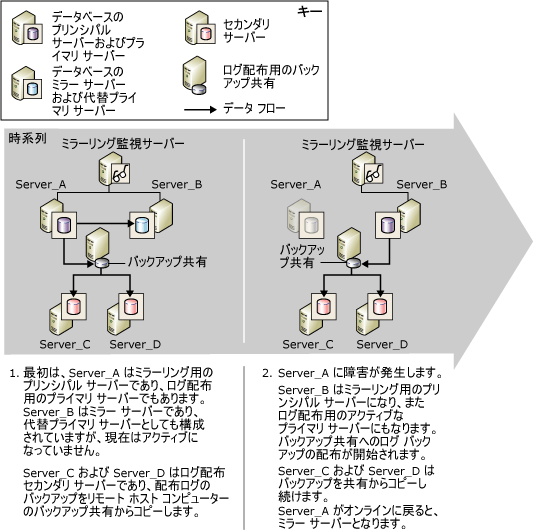 キー
データベースの
プリンシパル
サーバーおよびプラ
イマリ サーバー
セカンダリ
サーバー
データベースの
ミラー サーバー
および代替プライ
マリ サーバー
ログ配布用のバック
アップ共有
データ フロー
時系列
ミラーリング監視サーバー
Server_A
Server_B
バックアップ共有
Server_C
Server_D
ミラーリング監視サーバー
Server_A
Server_B
バックアッ
プ共有
Server_C
Server_D
1. 最初は、Server_A はミラーリング用の
プリンシパル サーバーであり、ログ配布
用のプライマリ サーバーでもあります。
Server_B はミラー サーバーであり、
代替プライマリ サーバーとしても構成
されていますが、現在はアクティブに
なっていません。
Server_C および Server_D はログ配布
セカンダリ サーバーであり、配布ログの
バックアップをリモート ホスト コンピューター
のバックアップ共有からコピーします。
2. Server_A に障害が発生します。
Server_B はミラーリング用のプリ
ンシパル サーバーになり、また
ログ配布用のアクティブな
プライマリ サーバーにもなります。
バックアップ共有へのログ バック
アップの配布が開始されます。
Server_C および Server_D は
バックアップを共有からコピーし
続けます。
Server_A がオンラインに戻ると、
ミラー サーバーとなります。